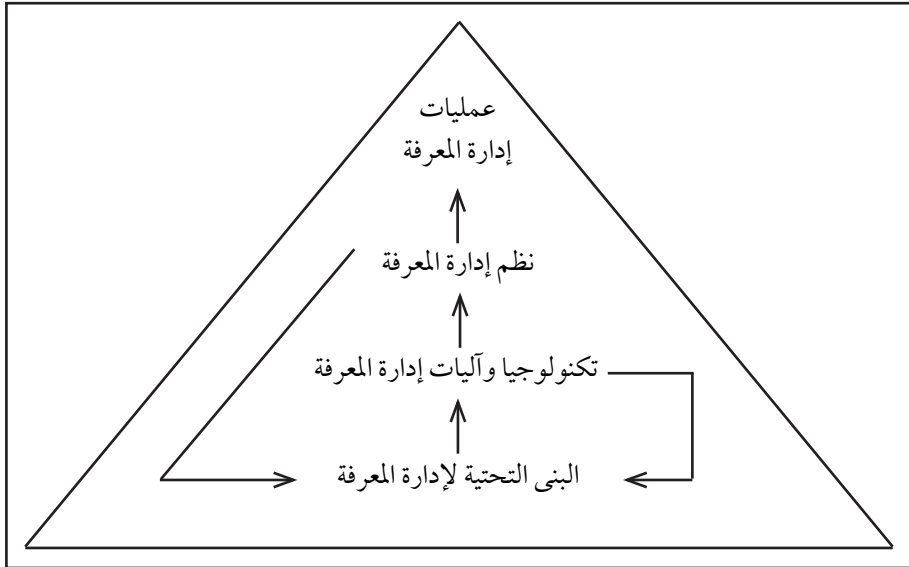 عمليات
إدارة المعرفة
نظم إدارة المعرفة
تكنولوجيا وآليات إدارة المعرفة
البنى التحتية لإدارة المعرفة